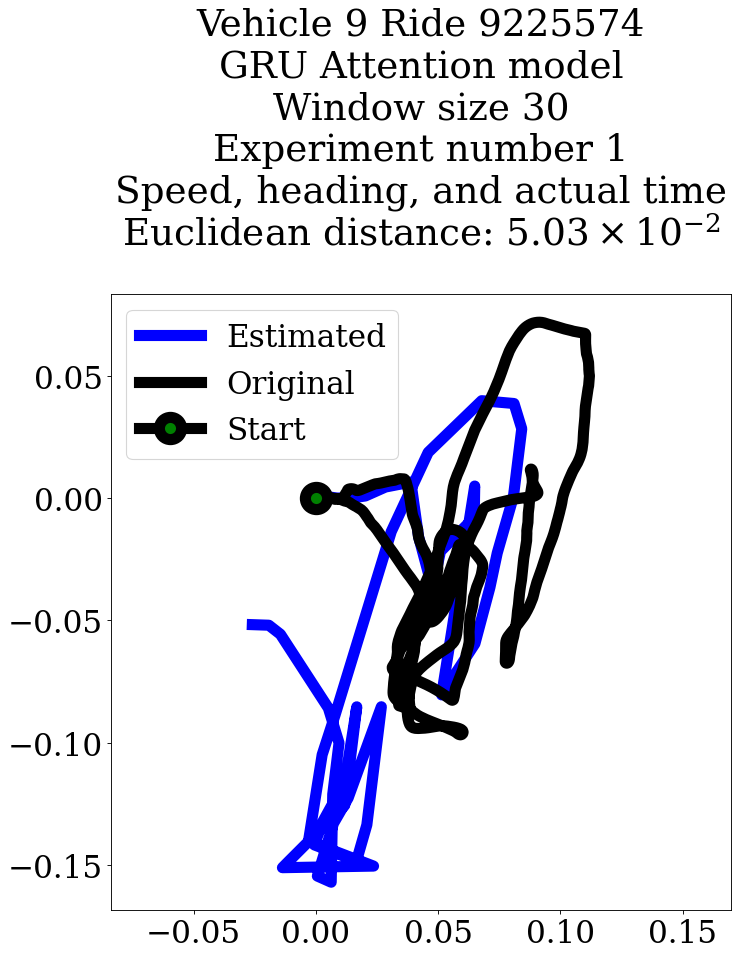 Vehicle 9 Ride 9225574
GRU Attention model
Window size 30
Experiment number 1
Speed, heading, and actual time
Euclidean distance: 5.03 × 10⁻²
Estimated
Original
Start
0.05
0.00
−0.05
−0.10
−0.15
−0.05 0.00 0.05 0.10 0.15